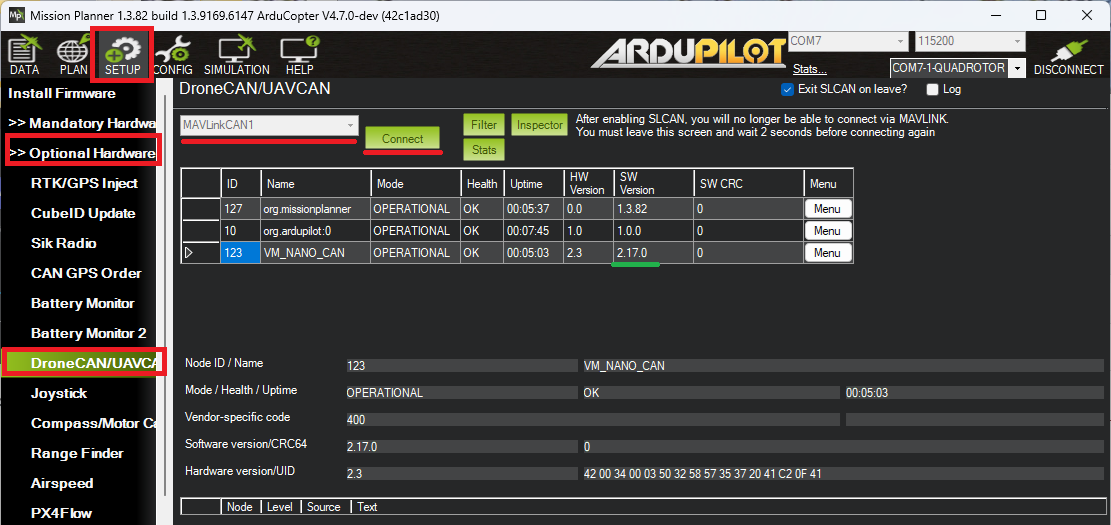 Mission Planner 1.3.82 build 1.3.9169.6147 ArduCopter V4.7.0-dev (42c1ad30)
DATA PLAN SETUP CONFIG SIMULATION HELP
ARDUPILOT
COM7 115200
Stats... COM7-1-QUADROTOR DISCONNECT
Install Firmware
>> Mandatory Hardwa
>> Optional Hardware
RTK/GPS Inject
CubeID Update
Sik Radio
CAN GPS Order
Battery Monitor
Battery Monitor 2
DroneCAN/UAVCA
Joystick
Compass/Motor Ca
Range Finder
Airspeed
PX4Flow
DroneCAN/UAVCAN
Exit SLCAN on leave? Log
MAVLinkCAN1 Connect Filter Inspector
Stats
After enabling SLCAN, you will no longer be able to connect via MAVLINK.
You must leave this screen and wait 2 seconds before connecting again
ID Name Mode Health Uptime HW Version SW Version SW CRC Menu
127 org.missionplanner OPERATIONAL OK 00:05:37 0.0 1.3.82 0 Menu
10 org.ardupilot:0 OPERATIONAL OK 00:07:45 1.0 1.0.0 0 Menu
123 VM_NANO_CAN OPERATIONAL OK 00:05:03 2.3 2.17.0 0 Menu
Node ID / Name 123 VM_NANO_CAN
Mode / Health / Uptime OPERATIONAL OK 00:05:03
Vendor-specific code 400
Software version/CRC64 2.17.0 0
Hardware version/UID 2.3 42 00 34 00 03 50 32 58 57 35 37 20 41 C2 0F 41
Node Level Source Text